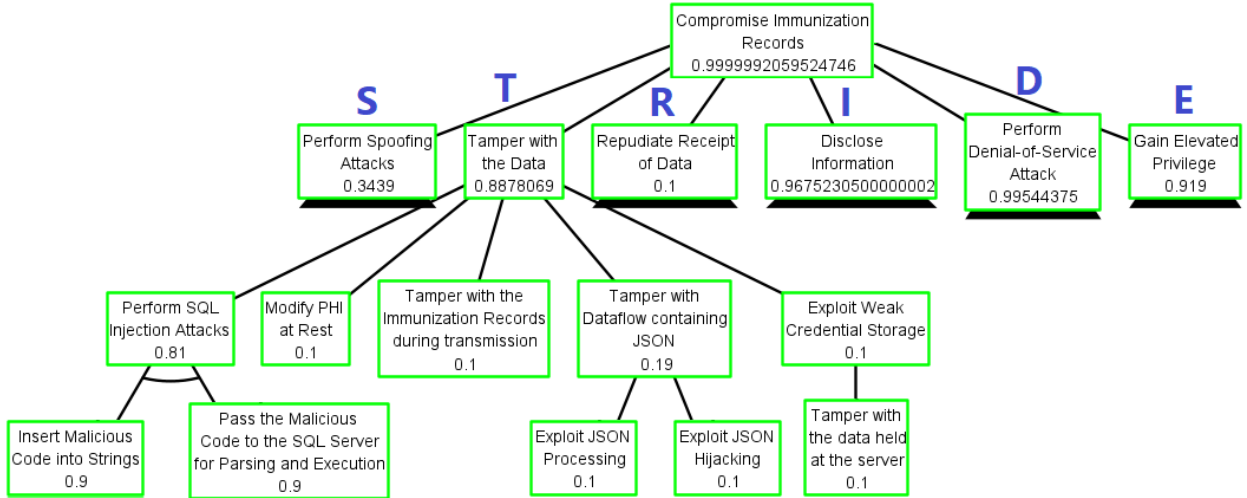 Compromise Immunization
Records
0.9999992059524746
S
T
R
I
D
E
Perform Spoofing
Attacks
0.3439
Tamper with
the Data
0.8878069
Repudiate Receipt
of Data
0.1
Disclose
Information
0.9675230500000002
Perform
Denial-of-Service
Attack
0.99544375
Gain Elevated
Privilege
0.919
Perform SQL
Injection Attacks
0.81
Modify PHI
at Rest
0.1
Tamper with the
Immunization Records
during transmission
0.1
Tamper with
Dataflow containing
JSON
0.19
Exploit Weak
Credential Storage
0.1
Insert Malicious
Code into Strings
0.9
Pass the Malicious
Code to the SQL Server
for Parsing and Execution
0.9
Exploit JSON
Processing
0.1
Exploit JSON
Hijacking
0.1
Tamper with
the data held
at the server
0.1